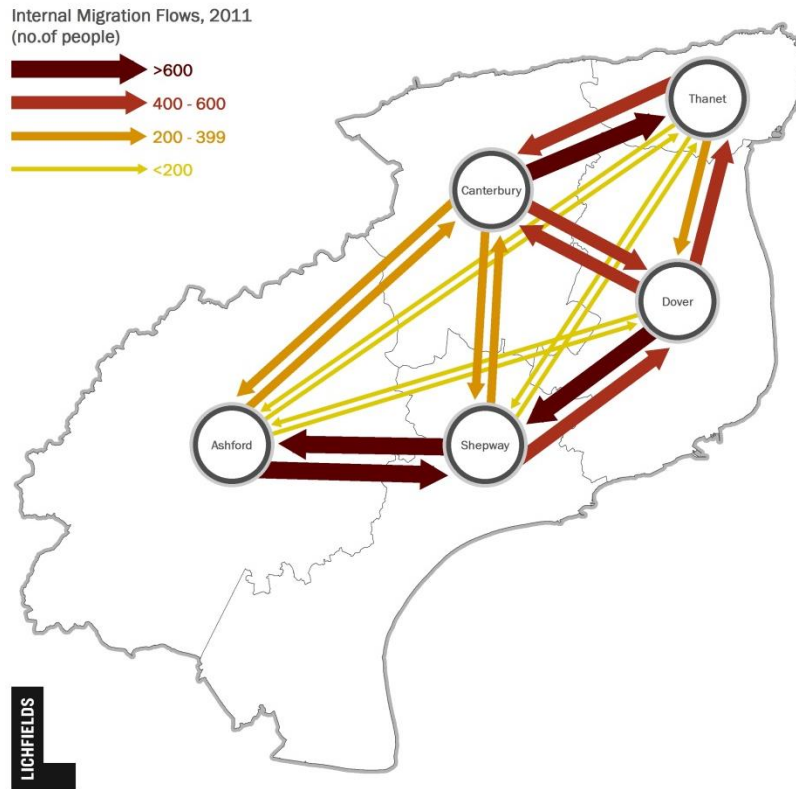 Internal Migration Flows, 2011
(no.of people)
>600
400 - 600
200 - 399
<200
Thanet
Canterbury
Dover
Ashford
Shepway
LICHFIELDS